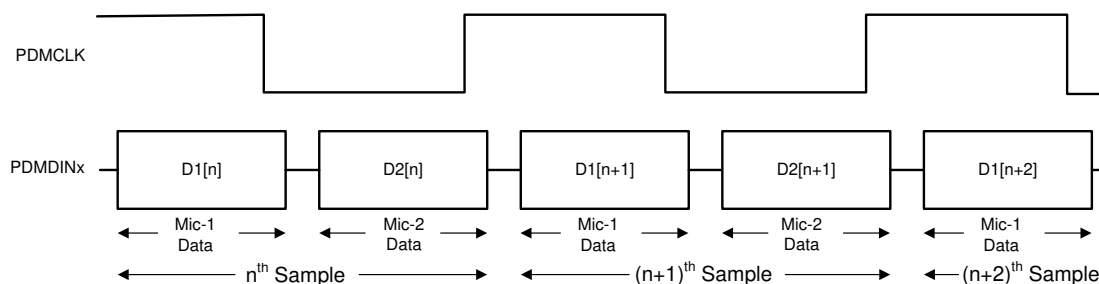 PDMCLK
PDMDINx
D1[n]
D2[n]
D1[n+1]
D2[n+1]
D1[n+2]
Mic-1
Data
Mic-2
Data
Mic-1
Data
Mic-2
Data
Mic-1
Data
nth Sample
(n+1)th Sample
(n+2)th Sample